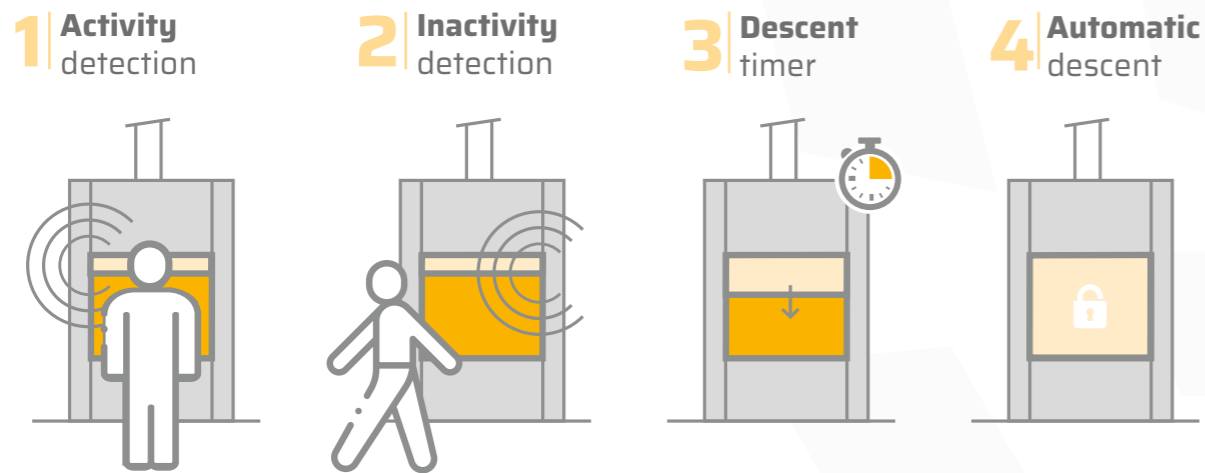 1 Activity
detection
2 Inactivity
detection
3 Descent
timer
4 Automatic
descent